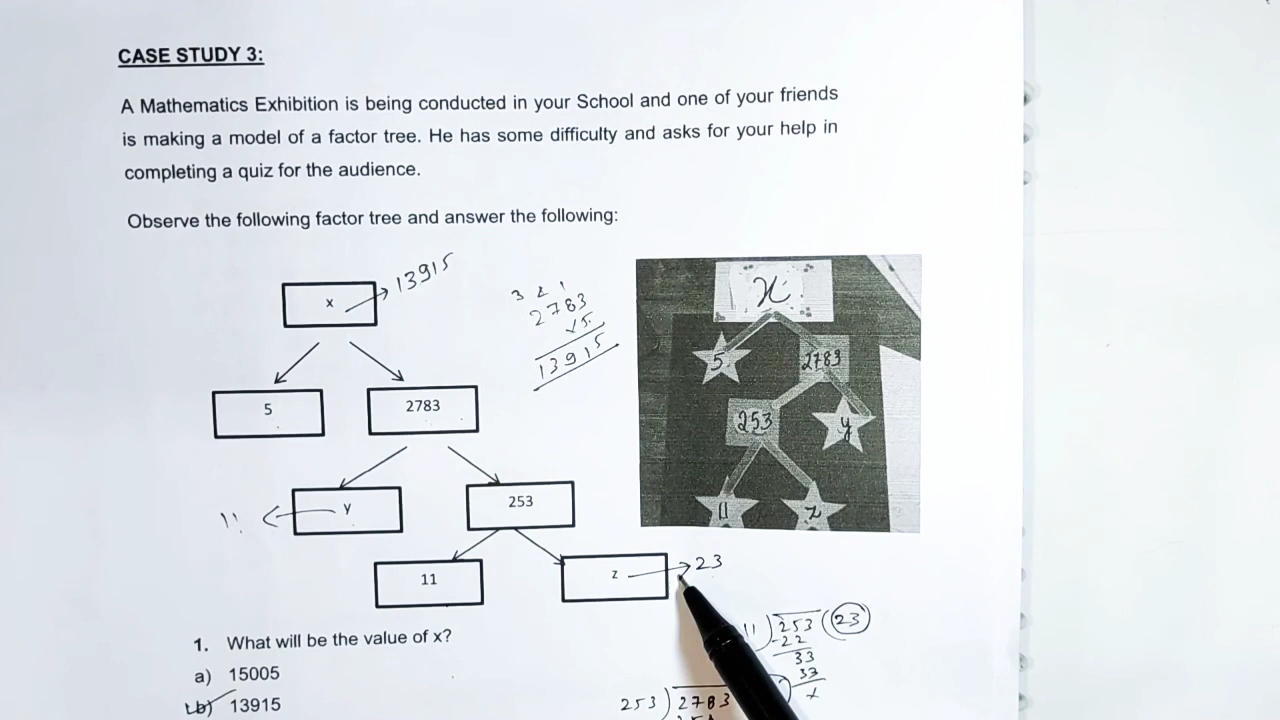 CASE STUDY 3:
A Mathematics Exhibition is being conducted in your School and one of your friends
is making a model of a factor tree. He has some difficulty and asks for your help in
completing a quiz for the audience.
Observe the following factor tree and answer the following:
x
13915
5
2783
y
11
253
11
z
23
3 2 1
2783
x5
13915
x
5
2783
253
y
11
z
1. What will be the value of x?
a) 15005
b) 13915
11)253(23
-22
33
33
x
253)2783